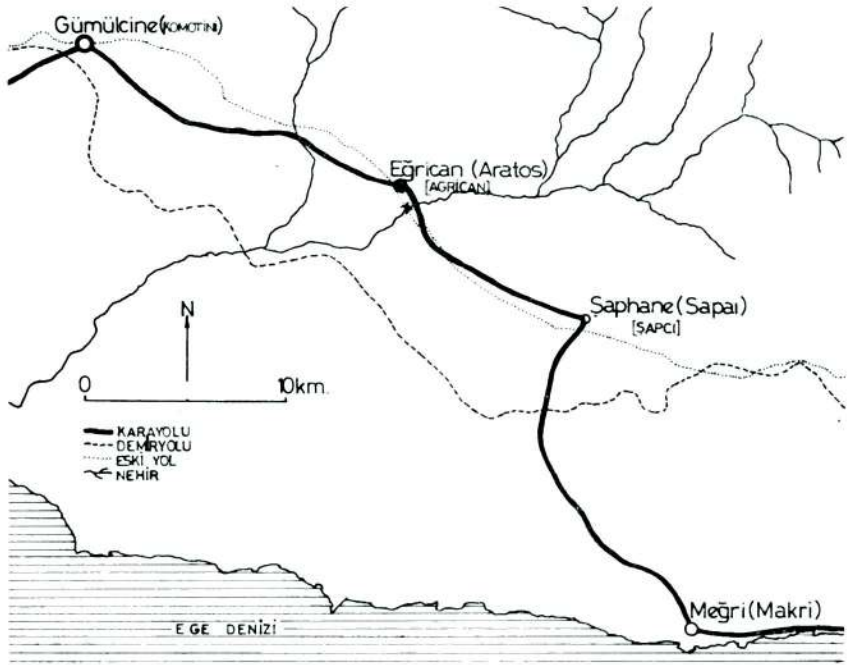 Gümülcine (KOMOTINI)
Eğrican (Aratos)
[AGRICAN]
Şaphane (Sapaı)
[ŞAPCI]
N
0 10km.
KARAYOLU
DEMİRYOLU
ESKİ YOL
NEHİR
Meğri (Makri)
EGE DENİZİ